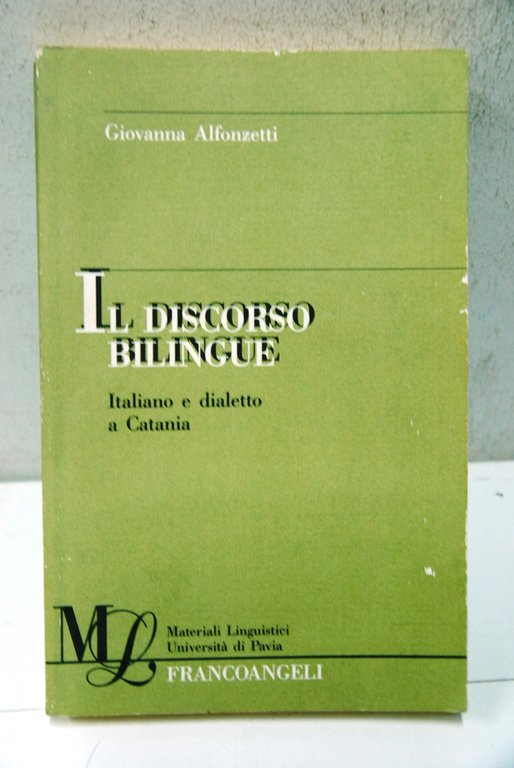 Giovanna Alfonzetti
IL DISCORSO
BILINGUE
Italiano e dialetto
a Catania
ML
Materiali Linguistici
Università di Pavia
FRANCOANGELI